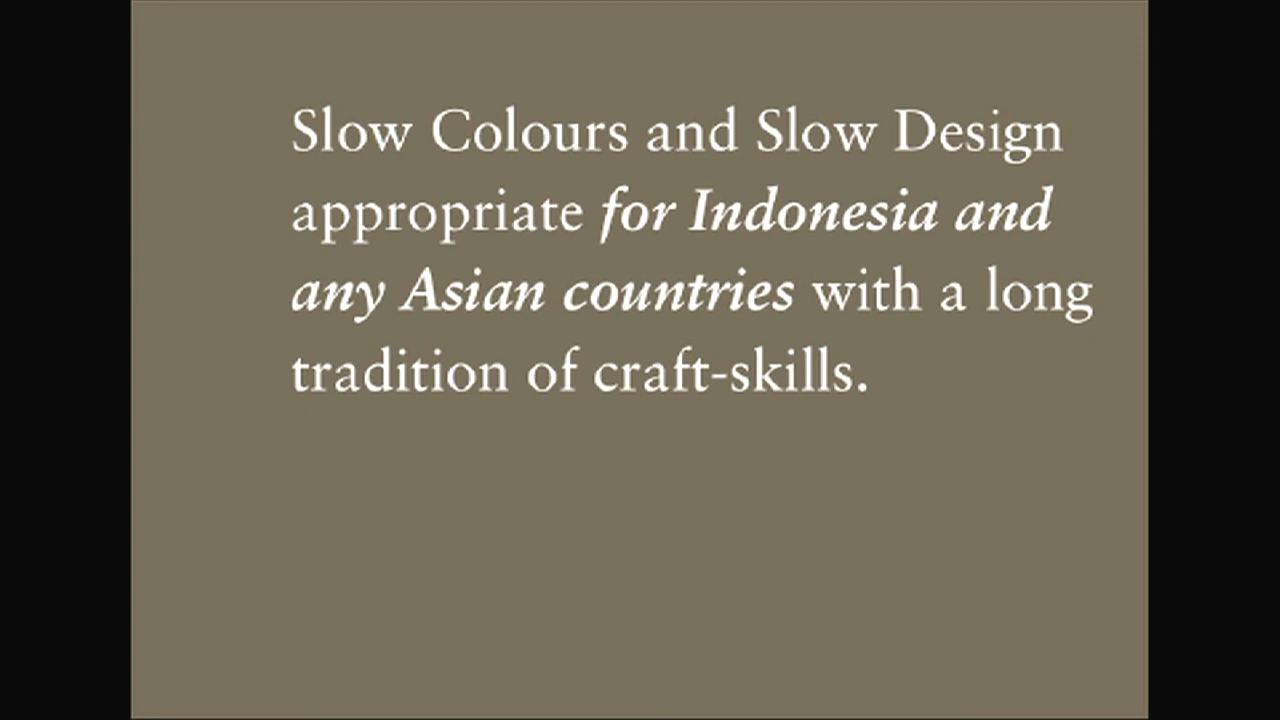 Slow Colours and Slow Design
appropriate for Indonesia and
any Asian countries with a long
tradition of craft-skills.